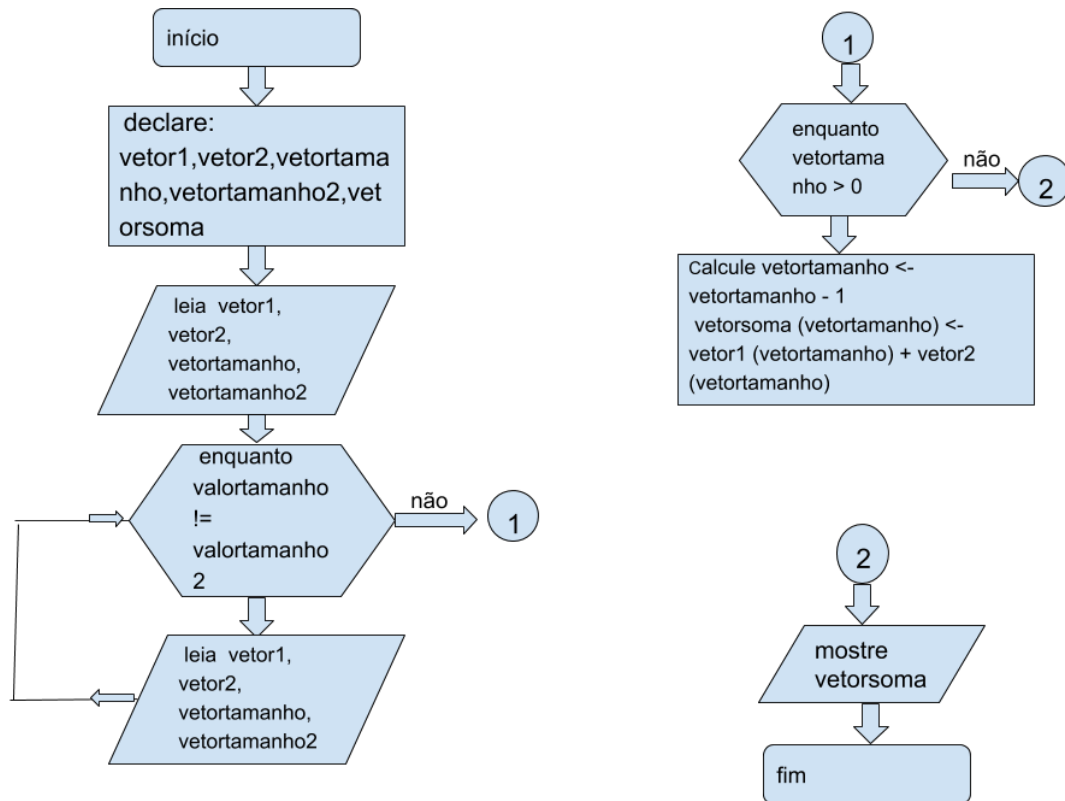 início
declare:
vetor1,vetor2,vetortama
nho,vetortamanho2,vet
orsoma
leia vetor1,
vetor2,
vetortamanho,
vetortamanho2
enquanto
valortamanho
!=
valortamanho
2
não
1
leia vetor1,
vetor2,
vetortamanho,
vetortamanho2
1
enquanto
vetortama
nho > 0
não
2
Calcule vetortamanho <-
vetortamanho - 1
vetorsoma (vetortamanho) <-
vetor1 (vetortamanho) + vetor2
(vetortamanho)
2
mostre
vetorsoma
fim